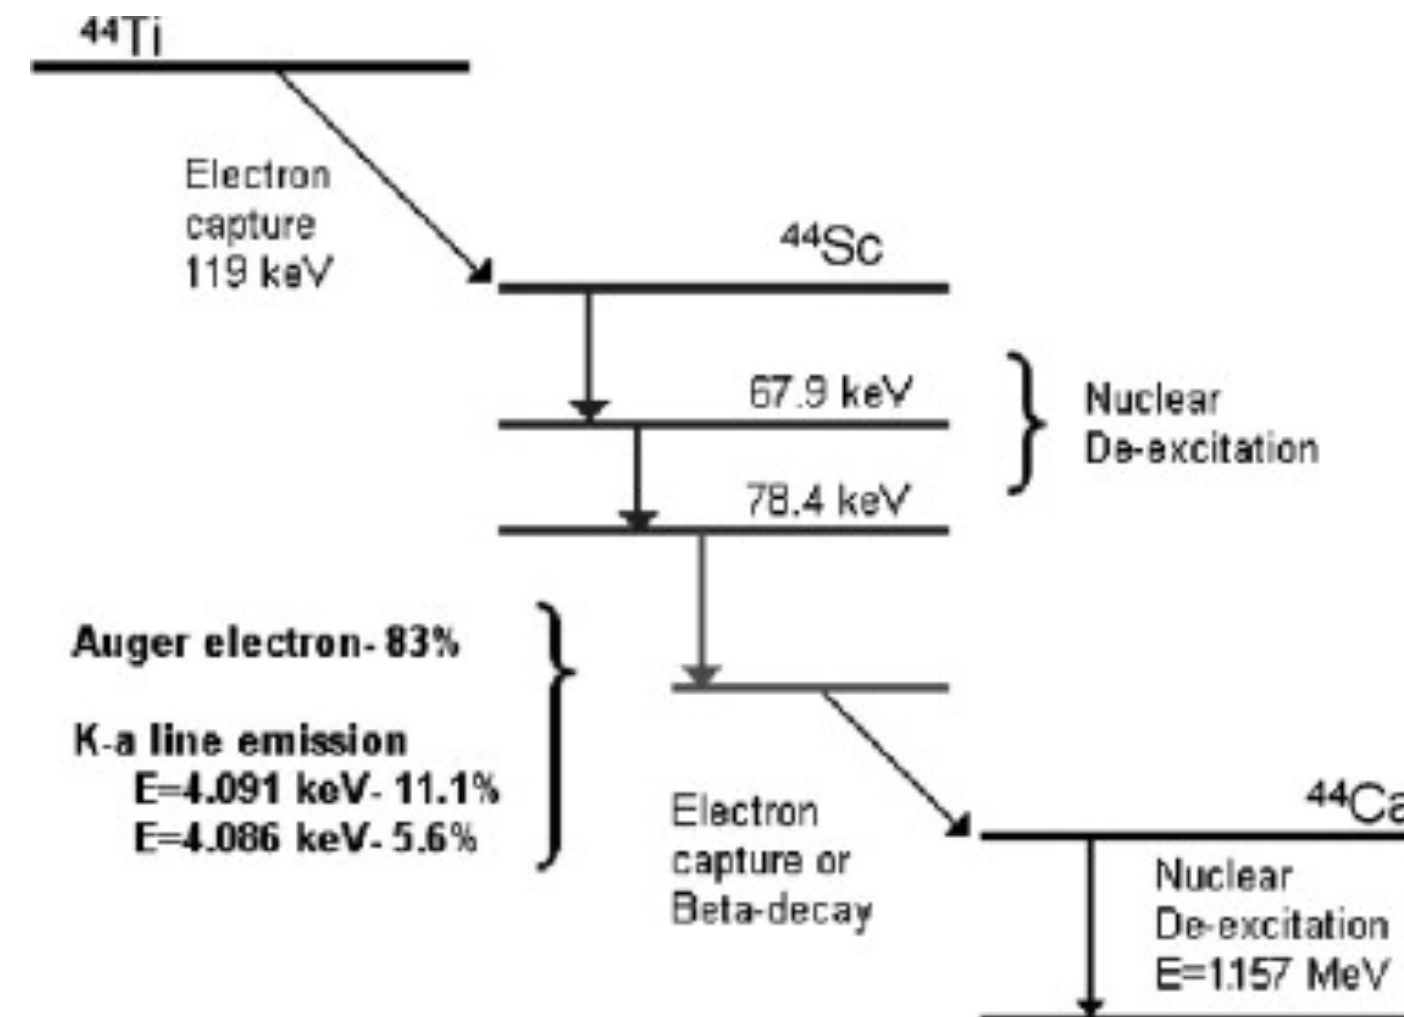 ⁴⁴Ti
Electron
capture
119 keV
⁴⁴Sc
67.9 keV
Nuclear
De-excitation
78.4 keV
Auger electron- 83%
K-a line emission
E=4.091 keV- 11.1%
E=4.086 keV- 5.6%
Electron
capture or
Beta-decay
⁴⁴Ca
Nuclear
De-excitation
E=1.157 MeV